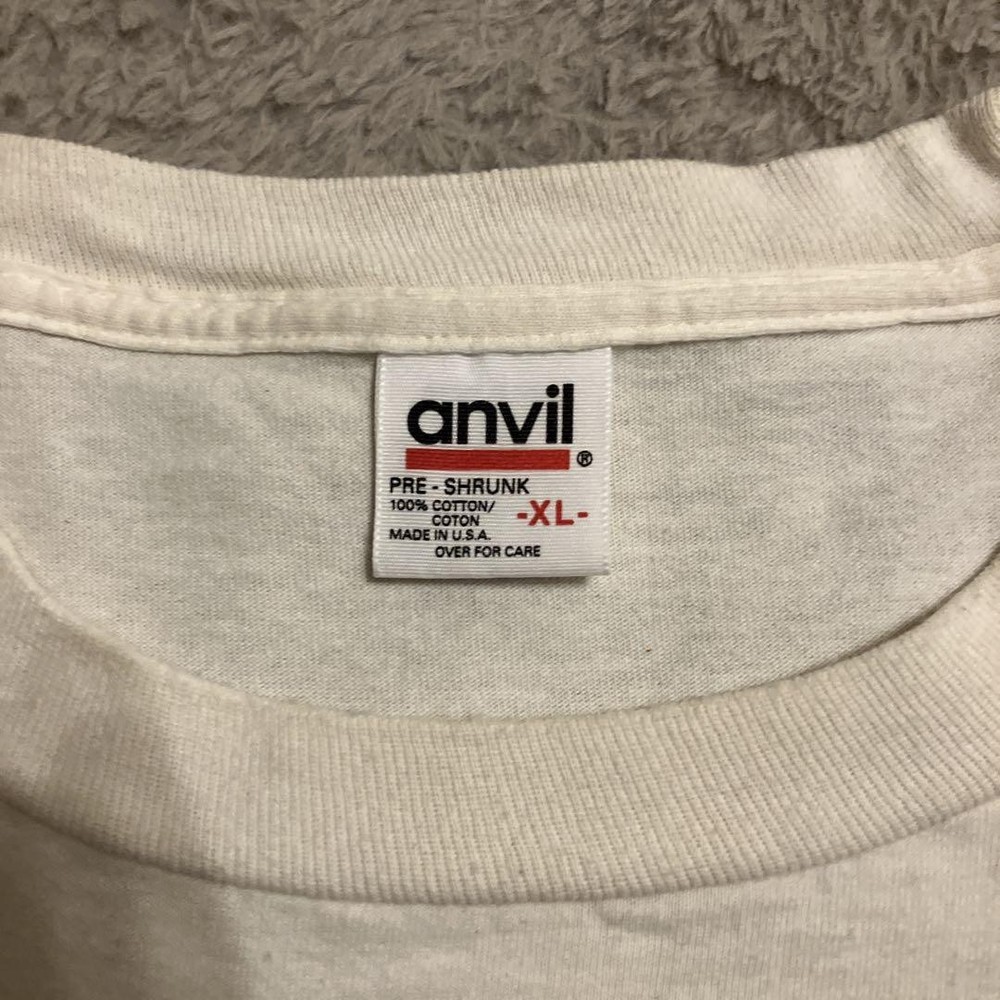 anvil®
PRE - SHRUNK
100% COTTON/
COTON
-XL-
MADE IN U.S.A.
OVER FOR CARE